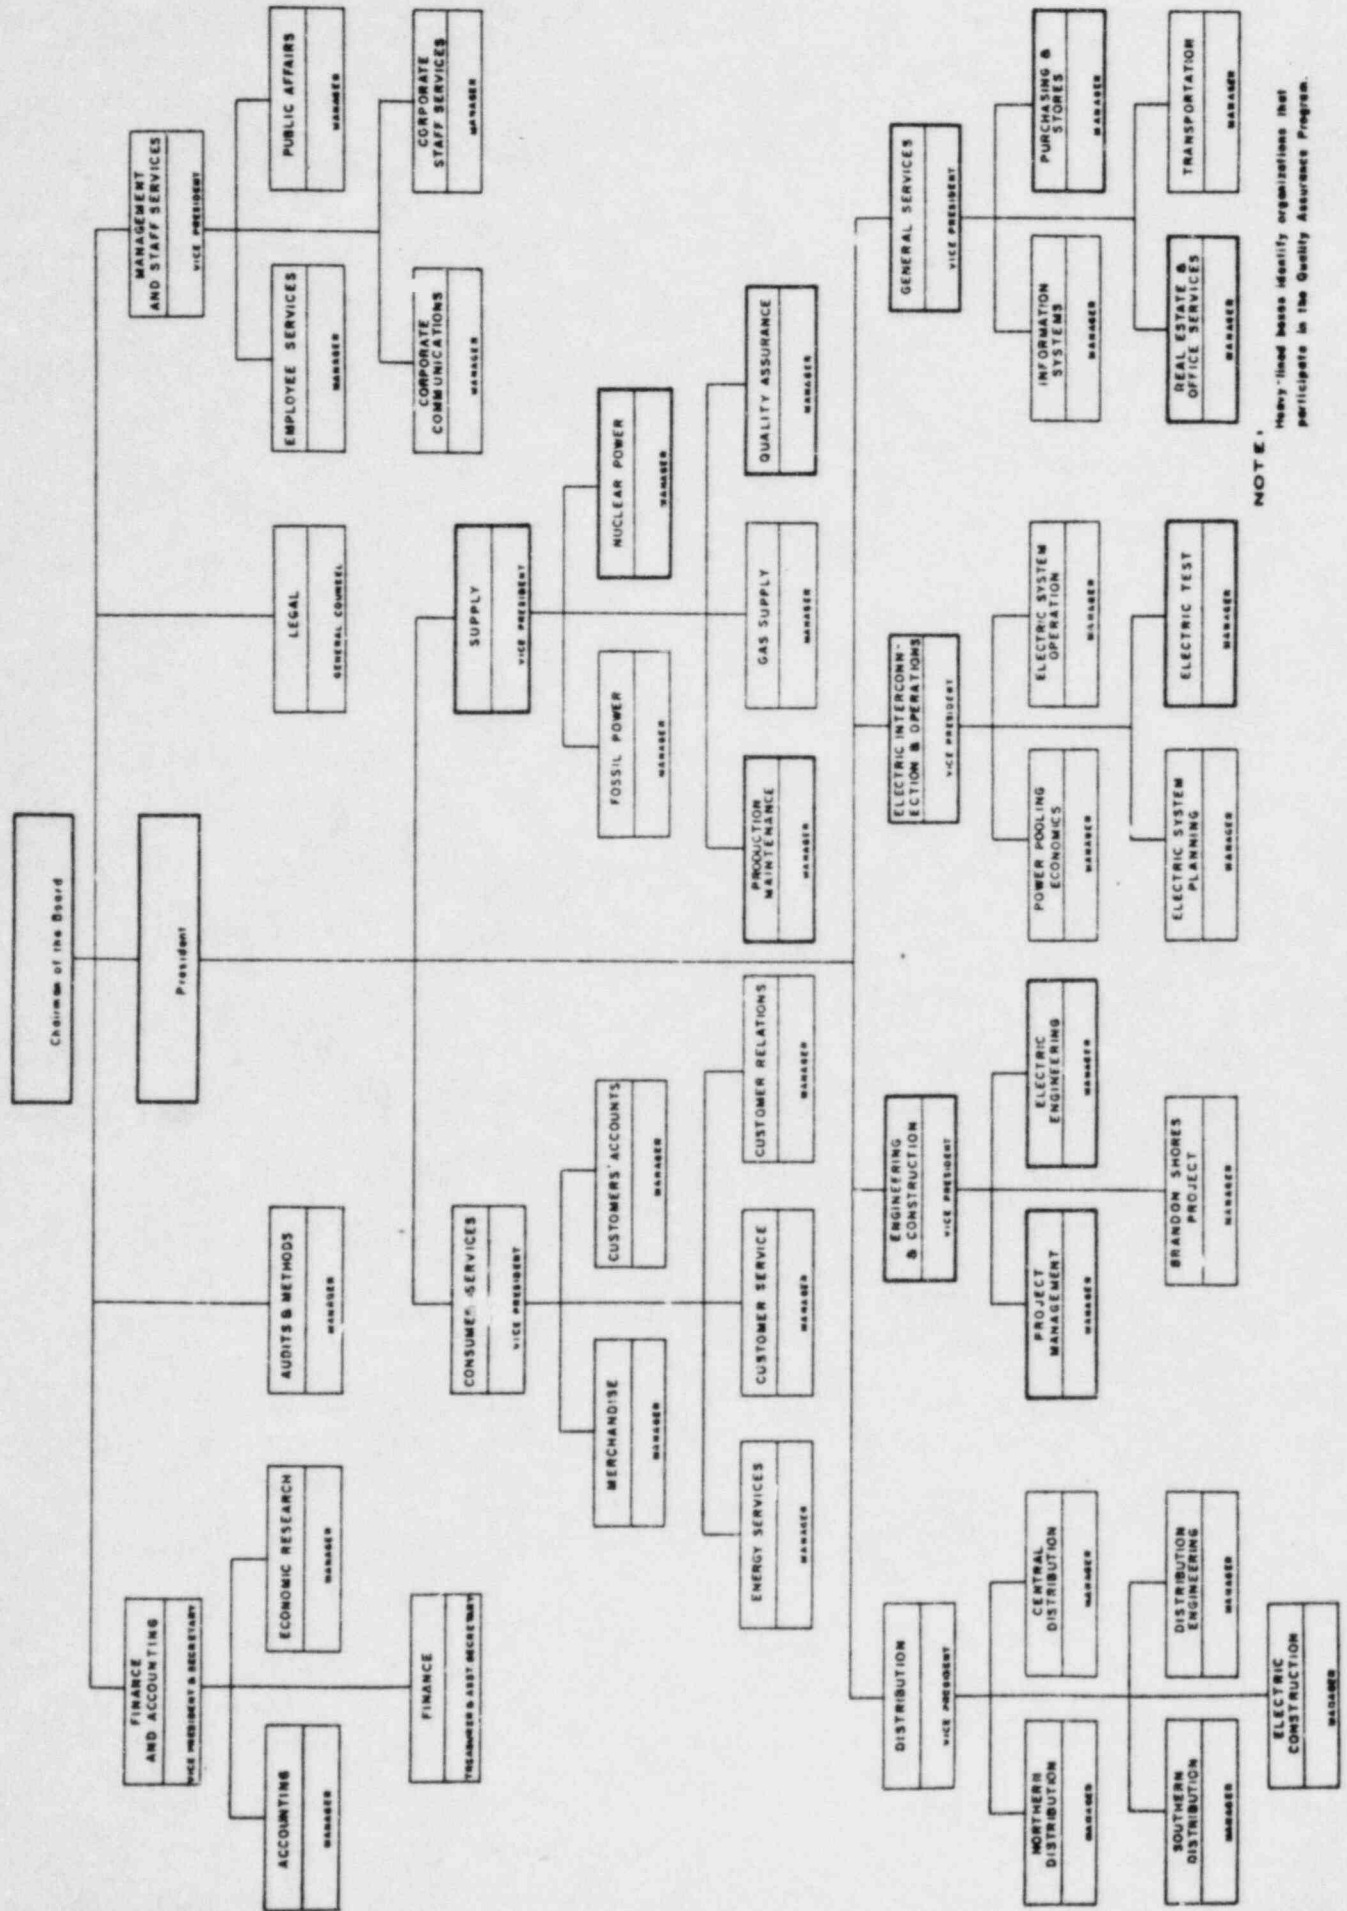 Chairman of the Board
President
FINANCE
AND ACCOUNTING
VICE PRESIDENT & SECRETARY
ACCOUNTING
MANAGER
ECONOMIC RESEARCH
MANAGER
FINANCE
TREASURER & ASST. SECRETARY
AUDITS & METHODS
MANAGER
LEGAL
GENERAL COUNSEL
MANAGEMENT
AND STAFF SERVICES
VICE PRESIDENT
EMPLOYEE SERVICES
MANAGER
PUBLIC AFFAIRS
MANAGER
CORPORATE
COMMUNICATIONS
MANAGER
CORPORATE
STAFF SERVICES
MANAGER
CONSUMER SERVICES
VICE PRESIDENT
MERCHANDISE
MANAGER
CUSTOMERS' ACCOUNTS
MANAGER
ENERGY SERVICES
MANAGER
CUSTOMER SERVICE
MANAGER
CUSTOMER RELATIONS
MANAGER
SUPPLY
VICE PRESIDENT
FOSSIL POWER
MANAGER
NUCLEAR POWER
MANAGER
PRODUCTION
MAINTENANCE
MANAGER
GAS SUPPLY
MANAGER
QUALITY ASSURANCE
MANAGER
DISTRIBUTION
VICE PRESIDENT
NORTHERN
DISTRIBUTION
MANAGER
CENTRAL
DISTRIBUTION
MANAGER
SOUTHERN
DISTRIBUTION
MANAGER
DISTRIBUTION
ENGINEERING
MANAGER
ELECTRIC
CONSTRUCTION
MANAGER
ENGINEERING
& CONSTRUCTION
VICE PRESIDENT
PROJECT
MANAGEMENT
MANAGER
ELECTRIC
ENGINEERING
MANAGER
BRANDON SHORES
PROJECT
MANAGER
ELECTRIC INTERCONN-
ECTION & OPERATIONS
VICE PRESIDENT
POWER POOLING
ECONOMICS
MANAGER
ELECTRIC SYSTEM
OPERATION
MANAGER
ELECTRIC SYSTEM
PLANNING
MANAGER
ELECTRIC TEST
MANAGER
GENERAL SERVICES
VICE PRESIDENT
INFORMATION
SYSTEMS
MANAGER
PURCHASING &
STORES
MANAGER
REAL ESTATE &
OFFICE SERVICES
MANAGER
TRANSPORTATION
MANAGER
NOTE:
Heavy-lined boxes identify organizations that
participate in the Quality Assurance Program.